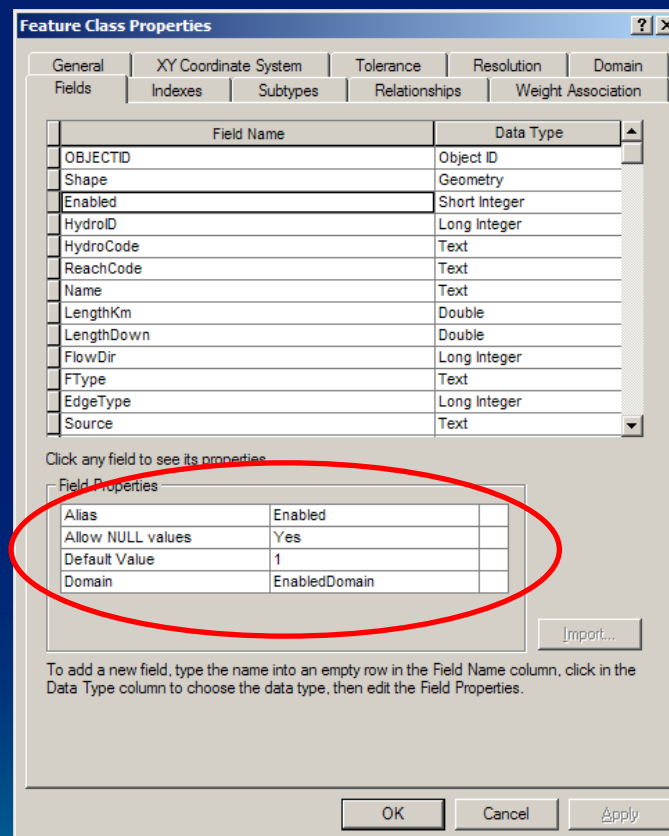 Feature Class Properties
General XY Coordinate System Tolerance Resolution Domain
Fields Indexes Subtypes Relationships Weight Association
Field Name Data Type
OBJECTID Object ID
Shape Geometry
Enabled Short Integer
HydroID Long Integer
HydroCode Text
ReachCode Text
Name Text
LengthKm Double
LengthDown Double
FlowDir Long Integer
FType Text
EdgeType Long Integer
Source Text
Click any field to see its properties
Field Properties
Alias Enabled
Allow NULL values Yes
Default Value 1
Domain EnabledDomain
Import...
To add a new field, type the name into an empty row in the Field Name column, click in the
Data Type column to choose the data type, then edit the Field Properties.
OK Cancel Apply